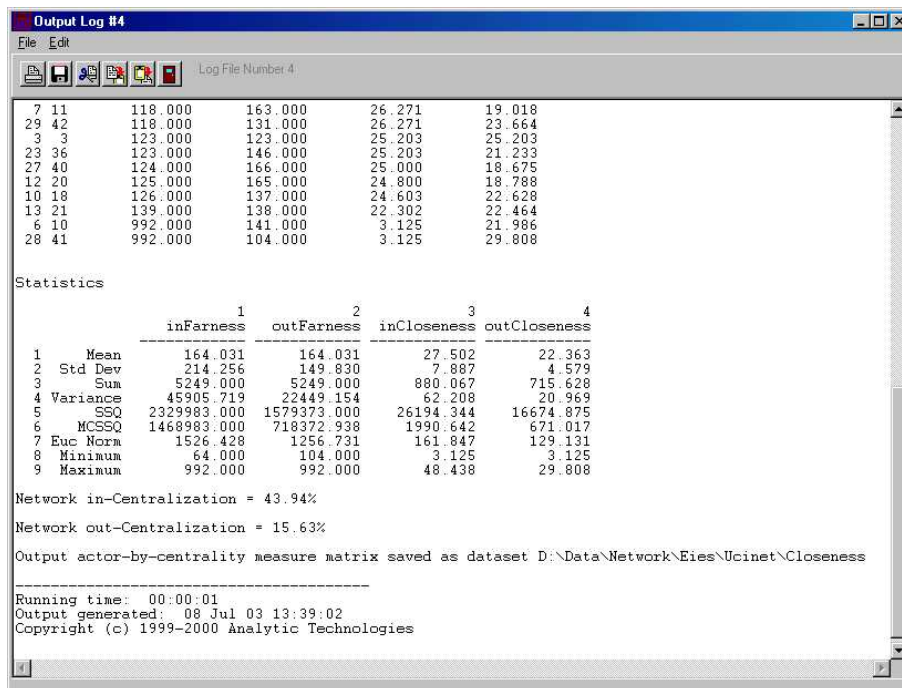 Output Log #4
File Edit
Log File Number 4
7 11 118.000 163.000 26.271 19.018
29 42 118.000 131.000 26.271 23.664
3 3 123.000 123.000 25.203 25.203
23 36 123.000 146.000 25.203 21.233
27 40 124.000 166.000 25.000 18.675
12 20 125.000 165.000 24.800 18.788
10 18 126.000 137.000 24.603 22.628
13 21 139.000 138.000 22.302 22.464
6 10 992.000 141.000 3.125 21.986
28 41 992.000 104.000 3.125 29.808
Statistics
1 2 3 4
inFarness outFarness inCloseness outCloseness
------------ ------------ ------------ ------------
1 Mean 164.031 164.031 27.502 22.363
2 Std Dev 214.256 149.830 7.887 4.579
3 Sum 5249.000 5249.000 880.067 715.628
4 Variance 45905.719 22449.154 62.208 20.969
5 SSQ 2329983.000 1579373.000 26194.344 16674.875
6 MCSSQ 1468983.000 718372.938 1990.642 671.017
7 Euc Norm 1526.428 1256.731 161.847 129.131
8 Minimum 64.000 104.000 3.125 3.125
9 Maximum 992.000 992.000 48.438 29.808
Network in-Centralization = 43.94%
Network out-Centralization = 15.63%
Output actor-by-centrality measure matrix saved as dataset D:\Data\Network\Eies\Ucinet\Closeness
----------------------------------------
Running time: 00:00:01
Output generated: 08 Jul 03 13:39:02
Copyright (c) 1999-2000 Analytic Technologies